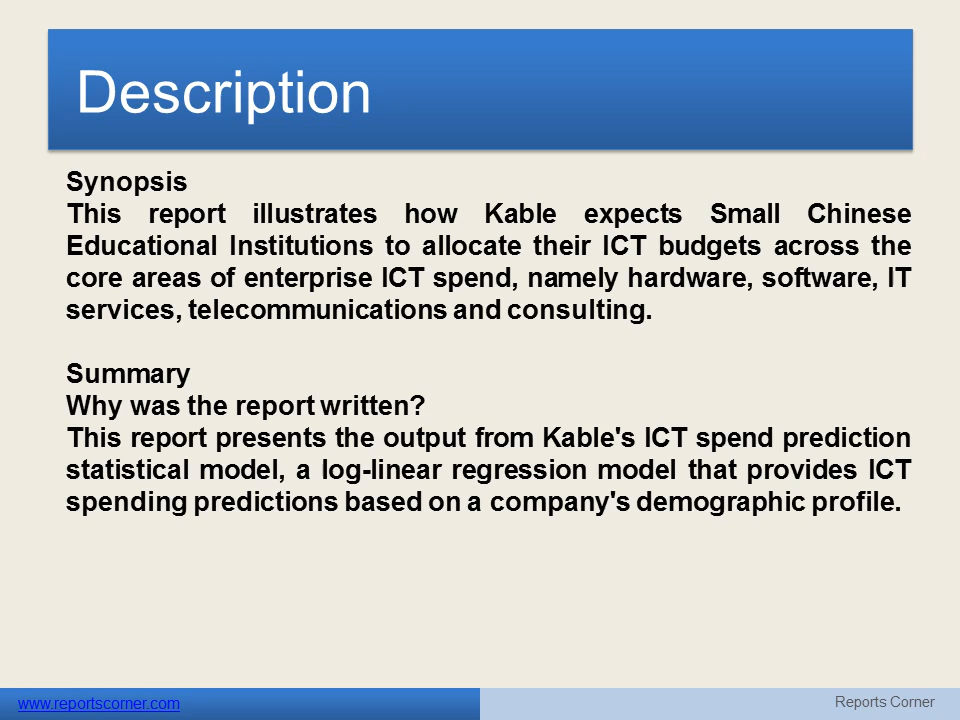 Description
Synopsis
This report illustrates how Kable expects Small Chinese
Educational Institutions to allocate their ICT budgets across the
core areas of enterprise ICT spend, namely hardware, software, IT
services, telecommunications and consulting.
Summary
Why was the report written?
This report presents the output from Kable's ICT spend prediction
statistical model, a log-linear regression model that provides ICT
spending predictions based on a company's demographic profile.
www.reportscorner.com
Reports Corner